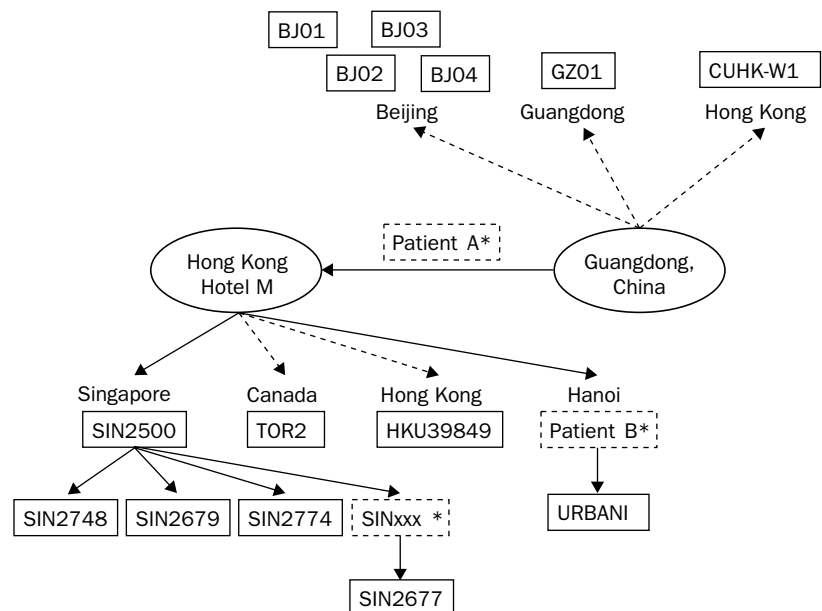 BJ01
BJ03
BJ02
BJ04
GZ01
CUHK-W1
Beijing
Guangdong
Hong Kong
Patient A*
Hong Kong
Hotel M
Guangdong,
China
Singapore
Canada
Hong Kong
Hanoi
SIN2500
TOR2
HKU39849
Patient B*
SIN2748
SIN2679
SIN2774
SINxxx *
URBANI
SIN2677